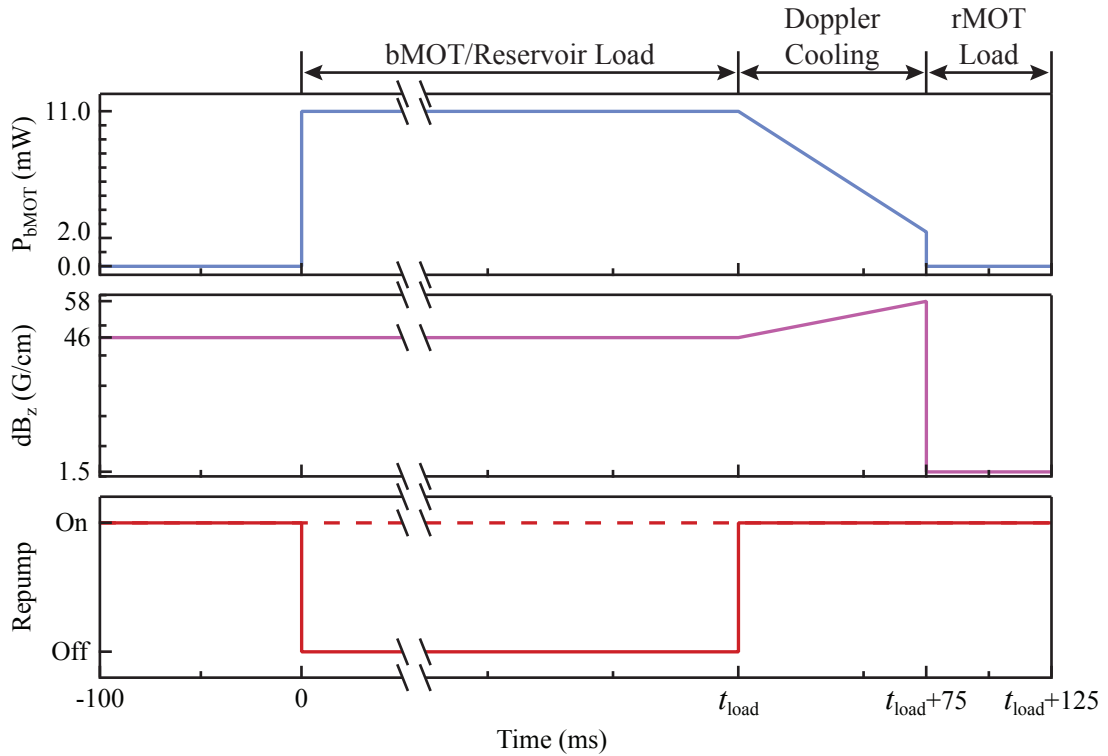 bMOT/Reservoir Load
Doppler
Cooling
rMOT
Load
P_bMOT (mW)
11.0
2.0
0.0
dB_z (G/cm)
58
46
1.5
Repump
On
Off
-100
0
t_load
t_load+75
t_load+125
Time (ms)